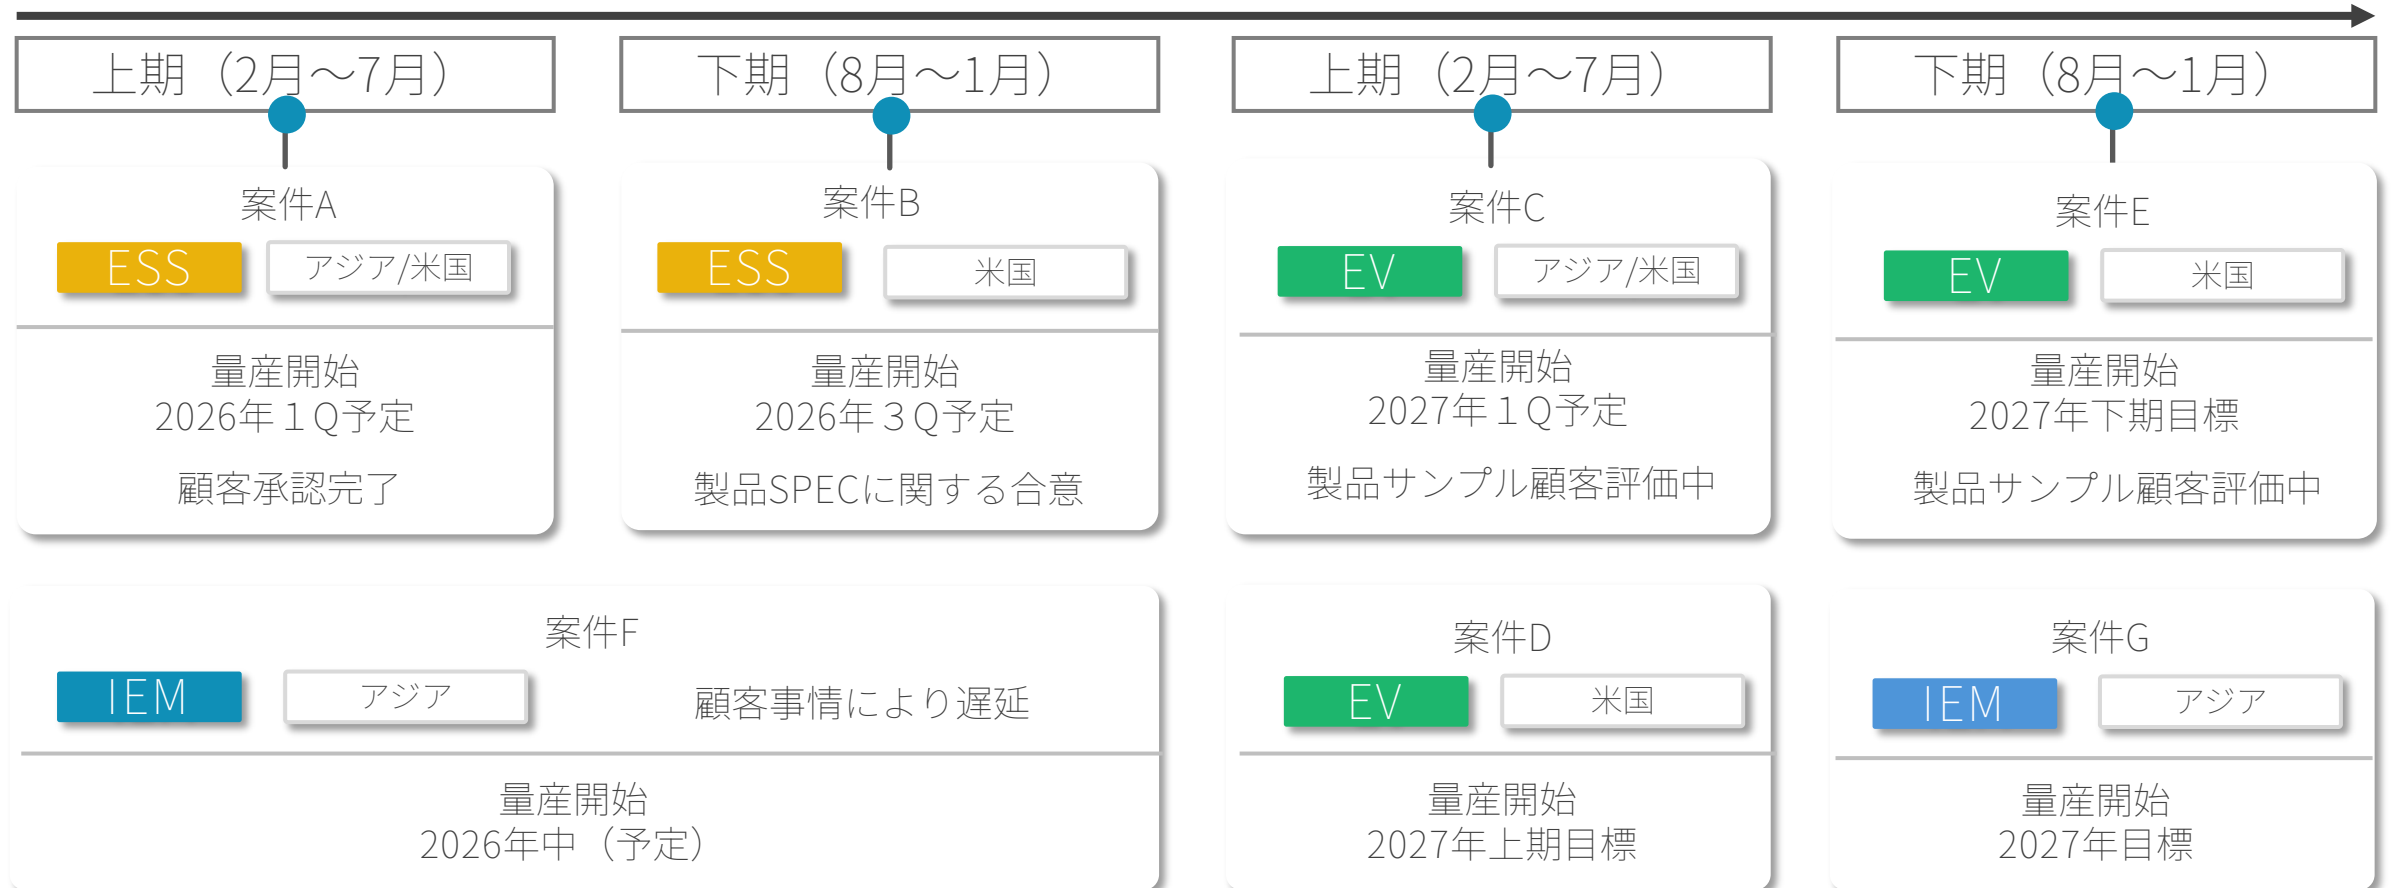 上期（2月～7月）
下期（8月～1月）
上期（2月～7月）
下期（8月～1月）
案件A
ESS
アジア/米国
量産開始
2026年１Q予定
顧客承認完了
案件B
ESS
米国
量産開始
2026年３Q予定
製品SPECに関する合意
案件C
EV
アジア/米国
量産開始
2027年１Q予定
製品サンプル顧客評価中
案件E
EV
米国
量産開始
2027年下期目標
製品サンプル顧客評価中
案件F
IEM
アジア
顧客事情により遅延
量産開始
2026年中（予定）
案件D
EV
米国
量産開始
2027年上期目標
案件G
IEM
アジア
量産開始
2027年目標